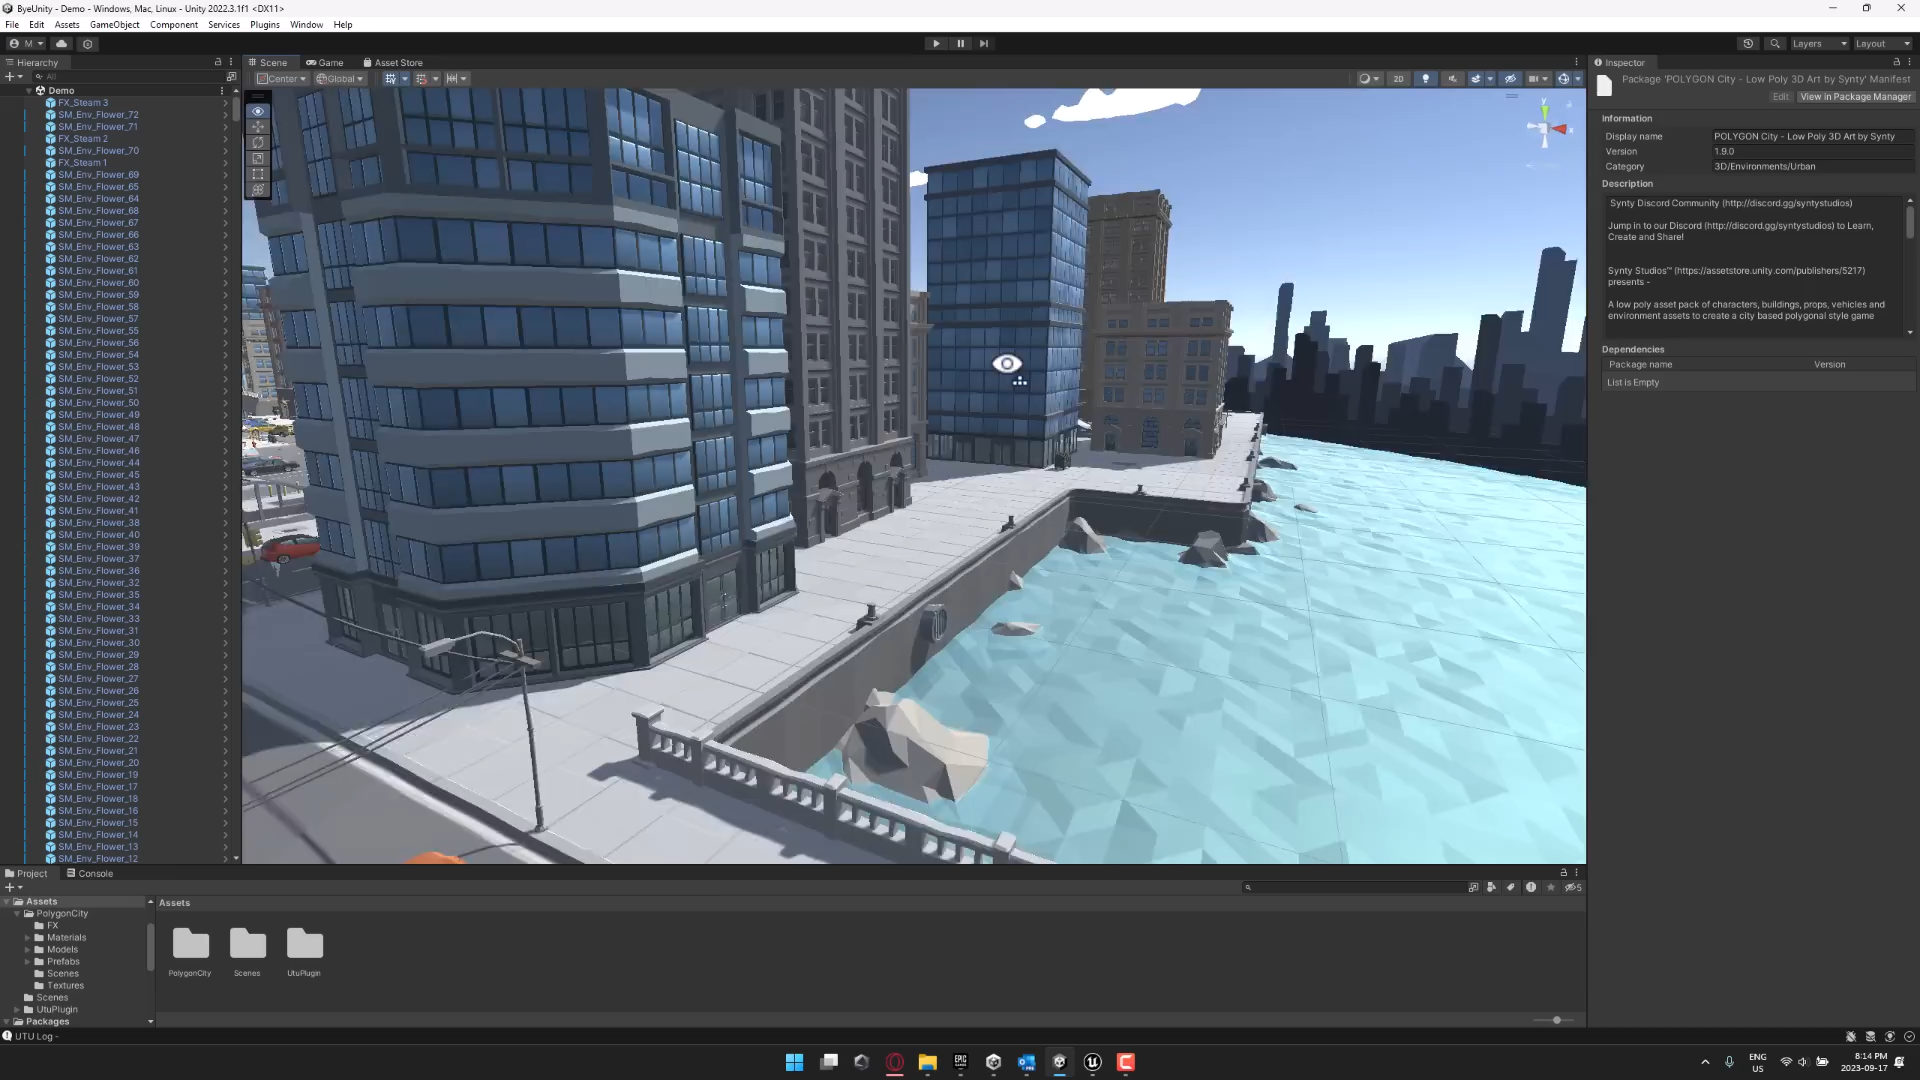 ByeUnity - Demo - Windows, Mac, Linux - Unity 2022.3.1f1 <DX11>
File Edit Assets GameObject Component Services Plugins Window Help
M
Layers Layout
Hierarchy
All
Demo
FX_Steam 3
SM_Env_Flower_72
SM_Env_Flower_71
FX_Steam 2
SM_Env_Flower_70
FX_Steam 1
SM_Env_Flower_69
SM_Env_Flower_65
SM_Env_Flower_64
SM_Env_Flower_68
SM_Env_Flower_67
SM_Env_Flower_66
SM_Env_Flower_63
SM_Env_Flower_62
SM_Env_Flower_61
SM_Env_Flower_60
SM_Env_Flower_59
SM_Env_Flower_58
SM_Env_Flower_57
SM_Env_Flower_55
SM_Env_Flower_56
SM_Env_Flower_54
SM_Env_Flower_53
SM_Env_Flower_52
SM_Env_Flower_51
SM_Env_Flower_50
SM_Env_Flower_49
SM_Env_Flower_48
SM_Env_Flower_47
SM_Env_Flower_46
SM_Env_Flower_44
SM_Env_Flower_45
SM_Env_Flower_43
SM_Env_Flower_42
SM_Env_Flower_41
SM_Env_Flower_38
SM_Env_Flower_40
SM_Env_Flower_39
SM_Env_Flower_37
SM_Env_Flower_36
SM_Env_Flower_32
SM_Env_Flower_35
SM_Env_Flower_34
SM_Env_Flower_33
SM_Env_Flower_31
SM_Env_Flower_30
SM_Env_Flower_29
SM_Env_Flower_28
SM_Env_Flower_27
SM_Env_Flower_26
SM_Env_Flower_25
SM_Env_Flower_24
SM_Env_Flower_23
SM_Env_Flower_22
SM_Env_Flower_21
SM_Env_Flower_20
SM_Env_Flower_19
SM_Env_Flower_17
SM_Env_Flower_18
SM_Env_Flower_16
SM_Env_Flower_15
SM_Env_Flower_14
SM_Env_Flower_13
SM_Env_Flower_12
Scene Game Asset Store
Center Global
2D
y
Inspector
Package 'POLYGON City - Low Poly 3D Art by Synty' Manifest
Edit View in Package Manager
Information
Display name POLYGON City - Low Poly 3D Art by Synty
Version 1.9.0
Category 3D/Environments/Urban
Description
Synty Discord Community (http://discord.gg/syntystudios)
Jump in to our Discord (http://discord.gg/syntystudios) to Learn,
Create and Share!
Synty Studios™ (https://assetstore.unity.com/publishers/5217)
presents -
A low poly asset pack of characters, buildings, props, vehicles and
environment assets to create a city based polygonal style game
Dependencies
Package name Version
List is Empty
Project Console
5
Assets
PolygonCity
FX
Materials
Models
Prefabs
Scenes
Textures
Scenes
UtuPlugin
Packages
Assets
PolygonCity Scenes UtuPlugin
UTU Log -
EPIC GAMES
ENG
US
8:14 PM
2023-09-17